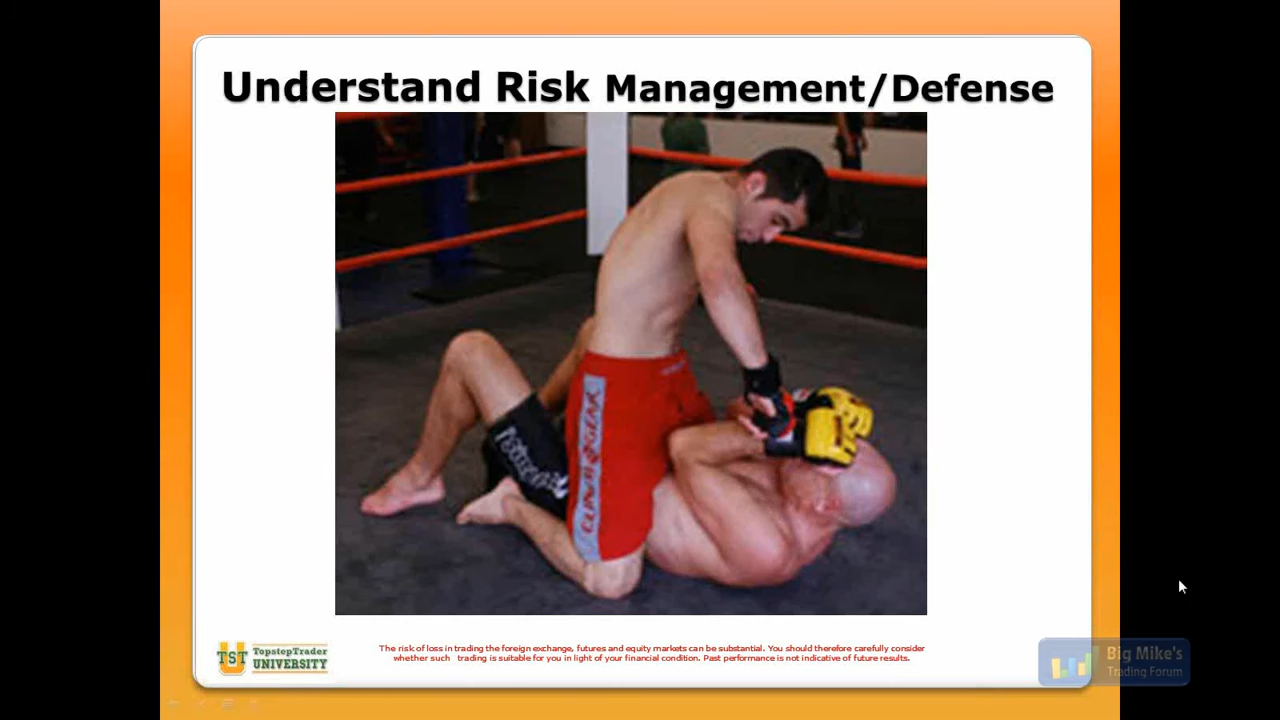 Understand Risk Management/Defense
CLINCH GEAR
TST
TopstepTrader
UNIVERSITY
The risk of loss in trading the foreign exchange, futures and equity markets can be substantial. You should therefore carefully consider
whether such trading is suitable for you in light of your financial condition. Past performance is not indicative of future results.
Big Mike's
Trading Forum